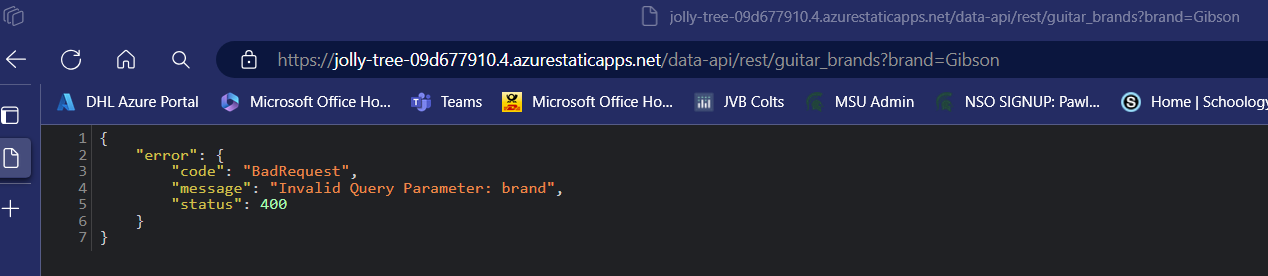 jolly-tree-09d677910.4.azurestaticapps.net/data-api/rest/guitar_brands?brand=Gibson
https://jolly-tree-09d677910.4.azurestaticapps.net/data-api/rest/guitar_brands?brand=Gibson
DHL Azure Portal Microsoft Office Ho... Teams Microsoft Office Ho... JVB Colts MSU Admin NSO SIGNUP: Pawl... S Home | Schoology
1 {
2 "error": {
3 "code": "BadRequest",
4 "message": "Invalid Query Parameter: brand",
5 "status": 400
6 }
7 }